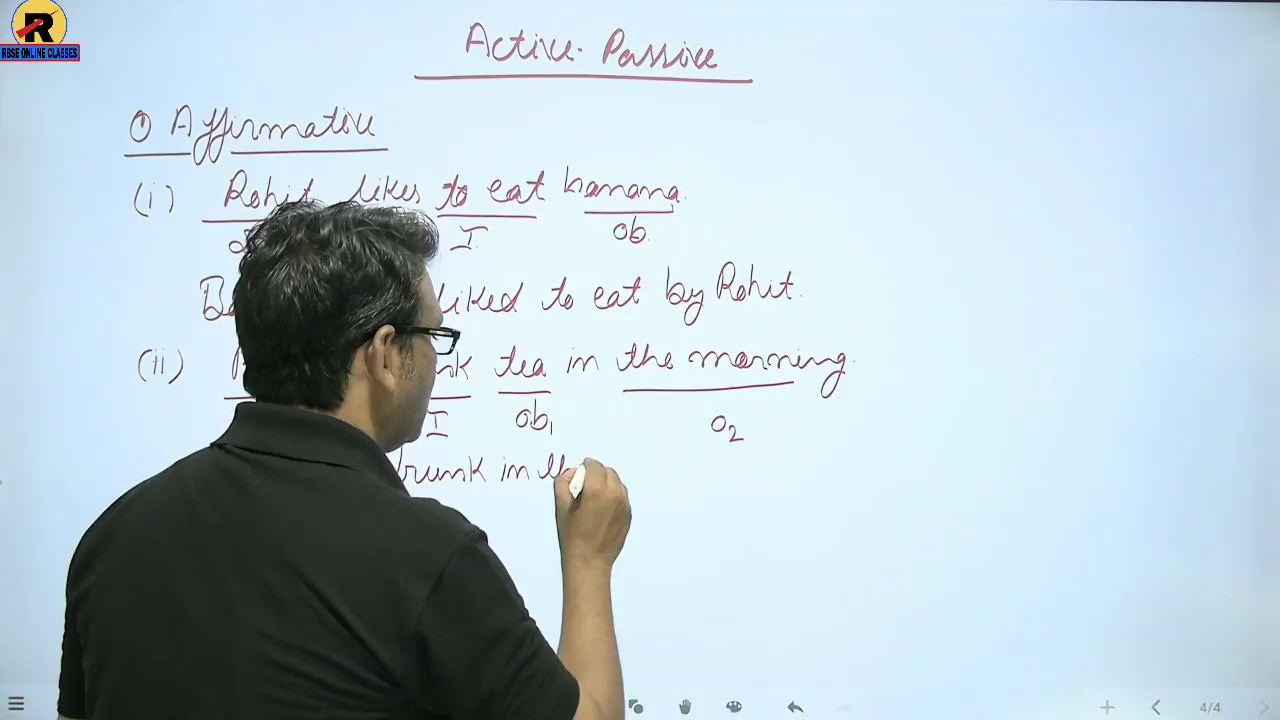 R
RBSE ONLINE CLASSES
Active-Passive
① Affirmative
(i) Rohit likes to eat banana.
I ob.
liked to eat by Rohit.
(ii) tea in the morning.
I ob1 O2
drunk in
4/4